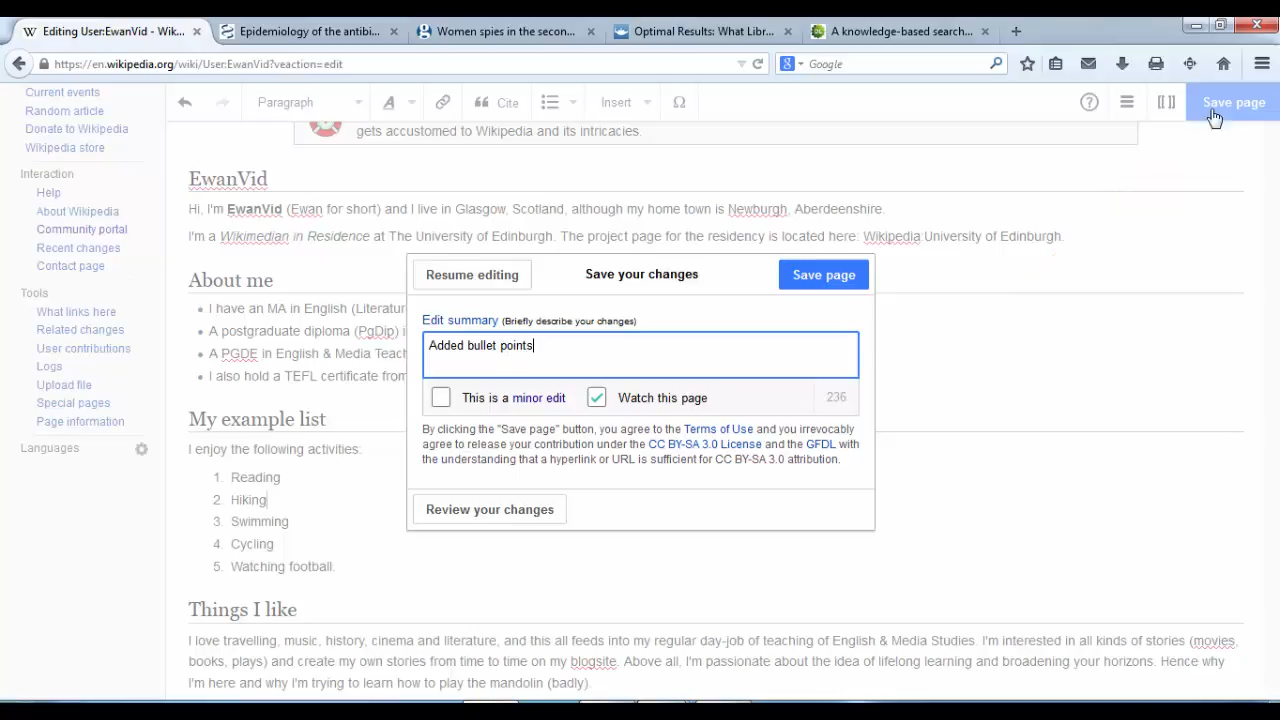 Editing User:EwanVid - Wik...
Epidemiology of the antibi...
Women spies in the secon...
Optimal Results: What Libr...
A knowledge-based search...
https://en.wikipedia.org/wiki/User:EwanVid?veaction=edit
Google
Current events
Random article
Donate to Wikipedia
Wikipedia store
Interaction
Help
About Wikipedia
Community portal
Recent changes
Contact page
Tools
What links here
Related changes
User contributions
Logs
Upload file
Special pages
Page information
Languages
Paragraph
A
Cite
Insert
Ω
Save page
gets accustomed to Wikipedia and its intricacies.
EwanVid
Hi, I'm EwanVid (Ewan for short) and I live in Glasgow, Scotland, although my home town is Newburgh, Aberdeenshire.
I'm a Wikimedian in Residence at The University of Edinburgh. The project page for the residency is located here: Wikipedia:University of Edinburgh.
About me
I have an MA in English (Literatur
A postgraduate diploma (PgDip) i
A PGDE in English & Media Teach
I also hold a TEFL certificate from
My example list
I enjoy the following activities:
1. Reading
2. Hiking
3. Swimming
4. Cycling
5. Watching football.
Things I like
I love travelling, music, history, cinema and literature, and this all feeds into my regular day-job of teaching of English & Media Studies. I'm interested in all kinds of stories (movies,
books, plays) and create my own stories from time to time on my blogsite. Above all, I'm passionate about the idea of lifelong learning and broadening your horizons. Hence why
I'm here and why I'm trying to learn how to play the mandolin (badly).
Resume editing
Save your changes
Save page
Edit summary (Briefly describe your changes)
Added bullet points
This is a minor edit
Watch this page
236
By clicking the "Save page" button, you agree to the Terms of Use and you irrevocably
agree to release your contribution under the CC BY-SA 3.0 License and the GFDL with
the understanding that a hyperlink or URL is sufficient for CC BY-SA 3.0 attribution.
Review your changes